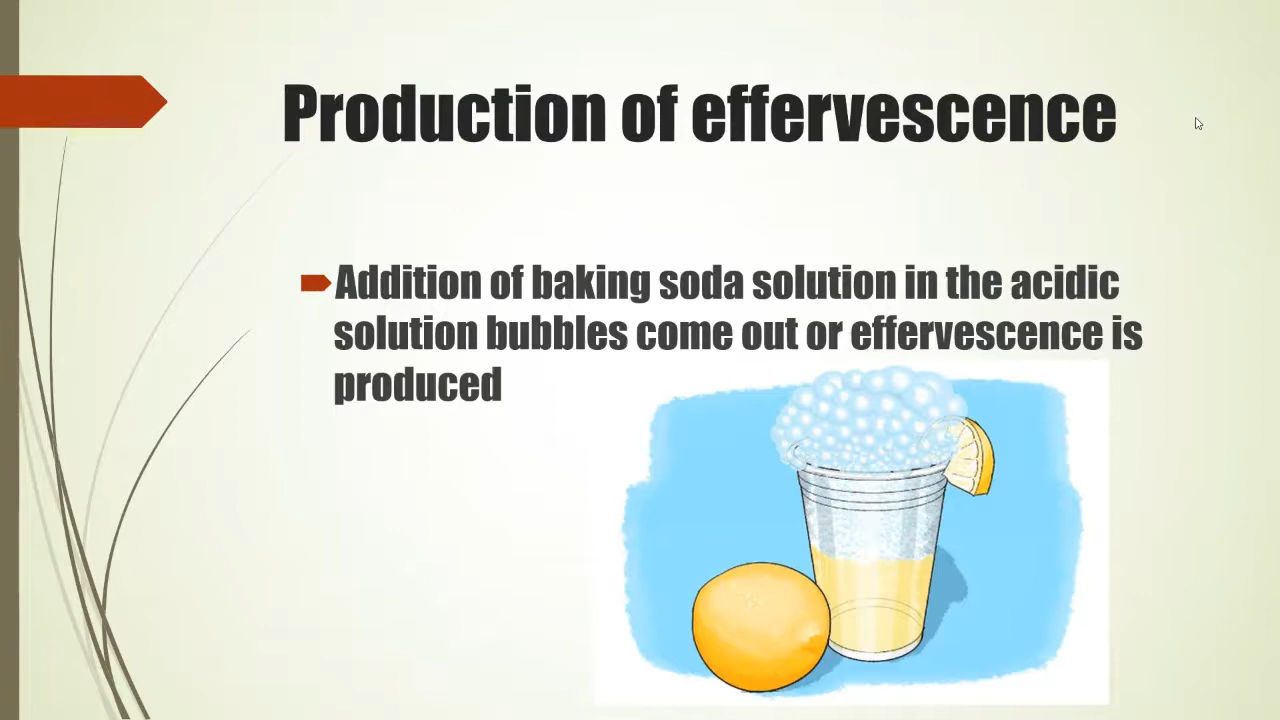 Production of effervescence
Addition of baking soda solution in the acidic
solution bubbles come out or effervescence is
produced